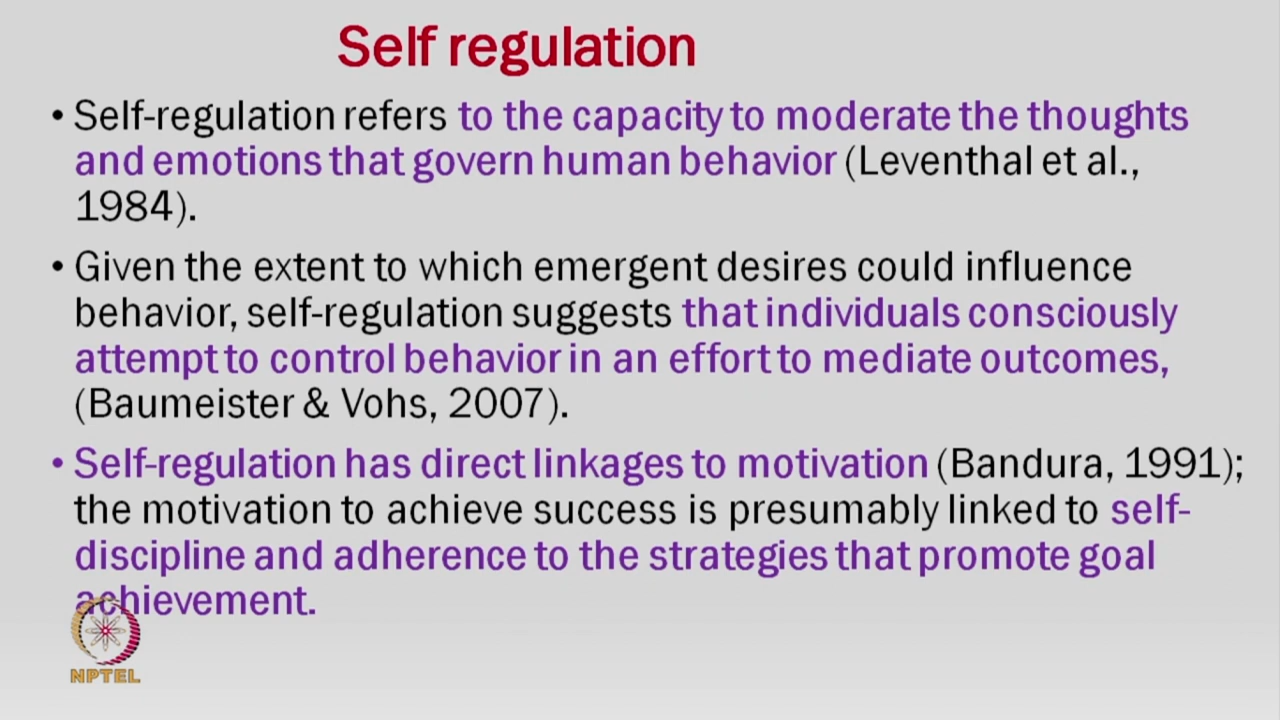 Self regulation
• Self-regulation refers to the capacity to moderate the thoughts
and emotions that govern human behavior (Leventhal et al.,
1984).
• Given the extent to which emergent desires could influence
behavior, self-regulation suggests that individuals consciously
attempt to control behavior in an effort to mediate outcomes,
(Baumeister & Vohs, 2007).
• Self-regulation has direct linkages to motivation (Bandura, 1991);
the motivation to achieve success is presumably linked to self-
discipline and adherence to the strategies that promote goal
achievement.
NPTEL